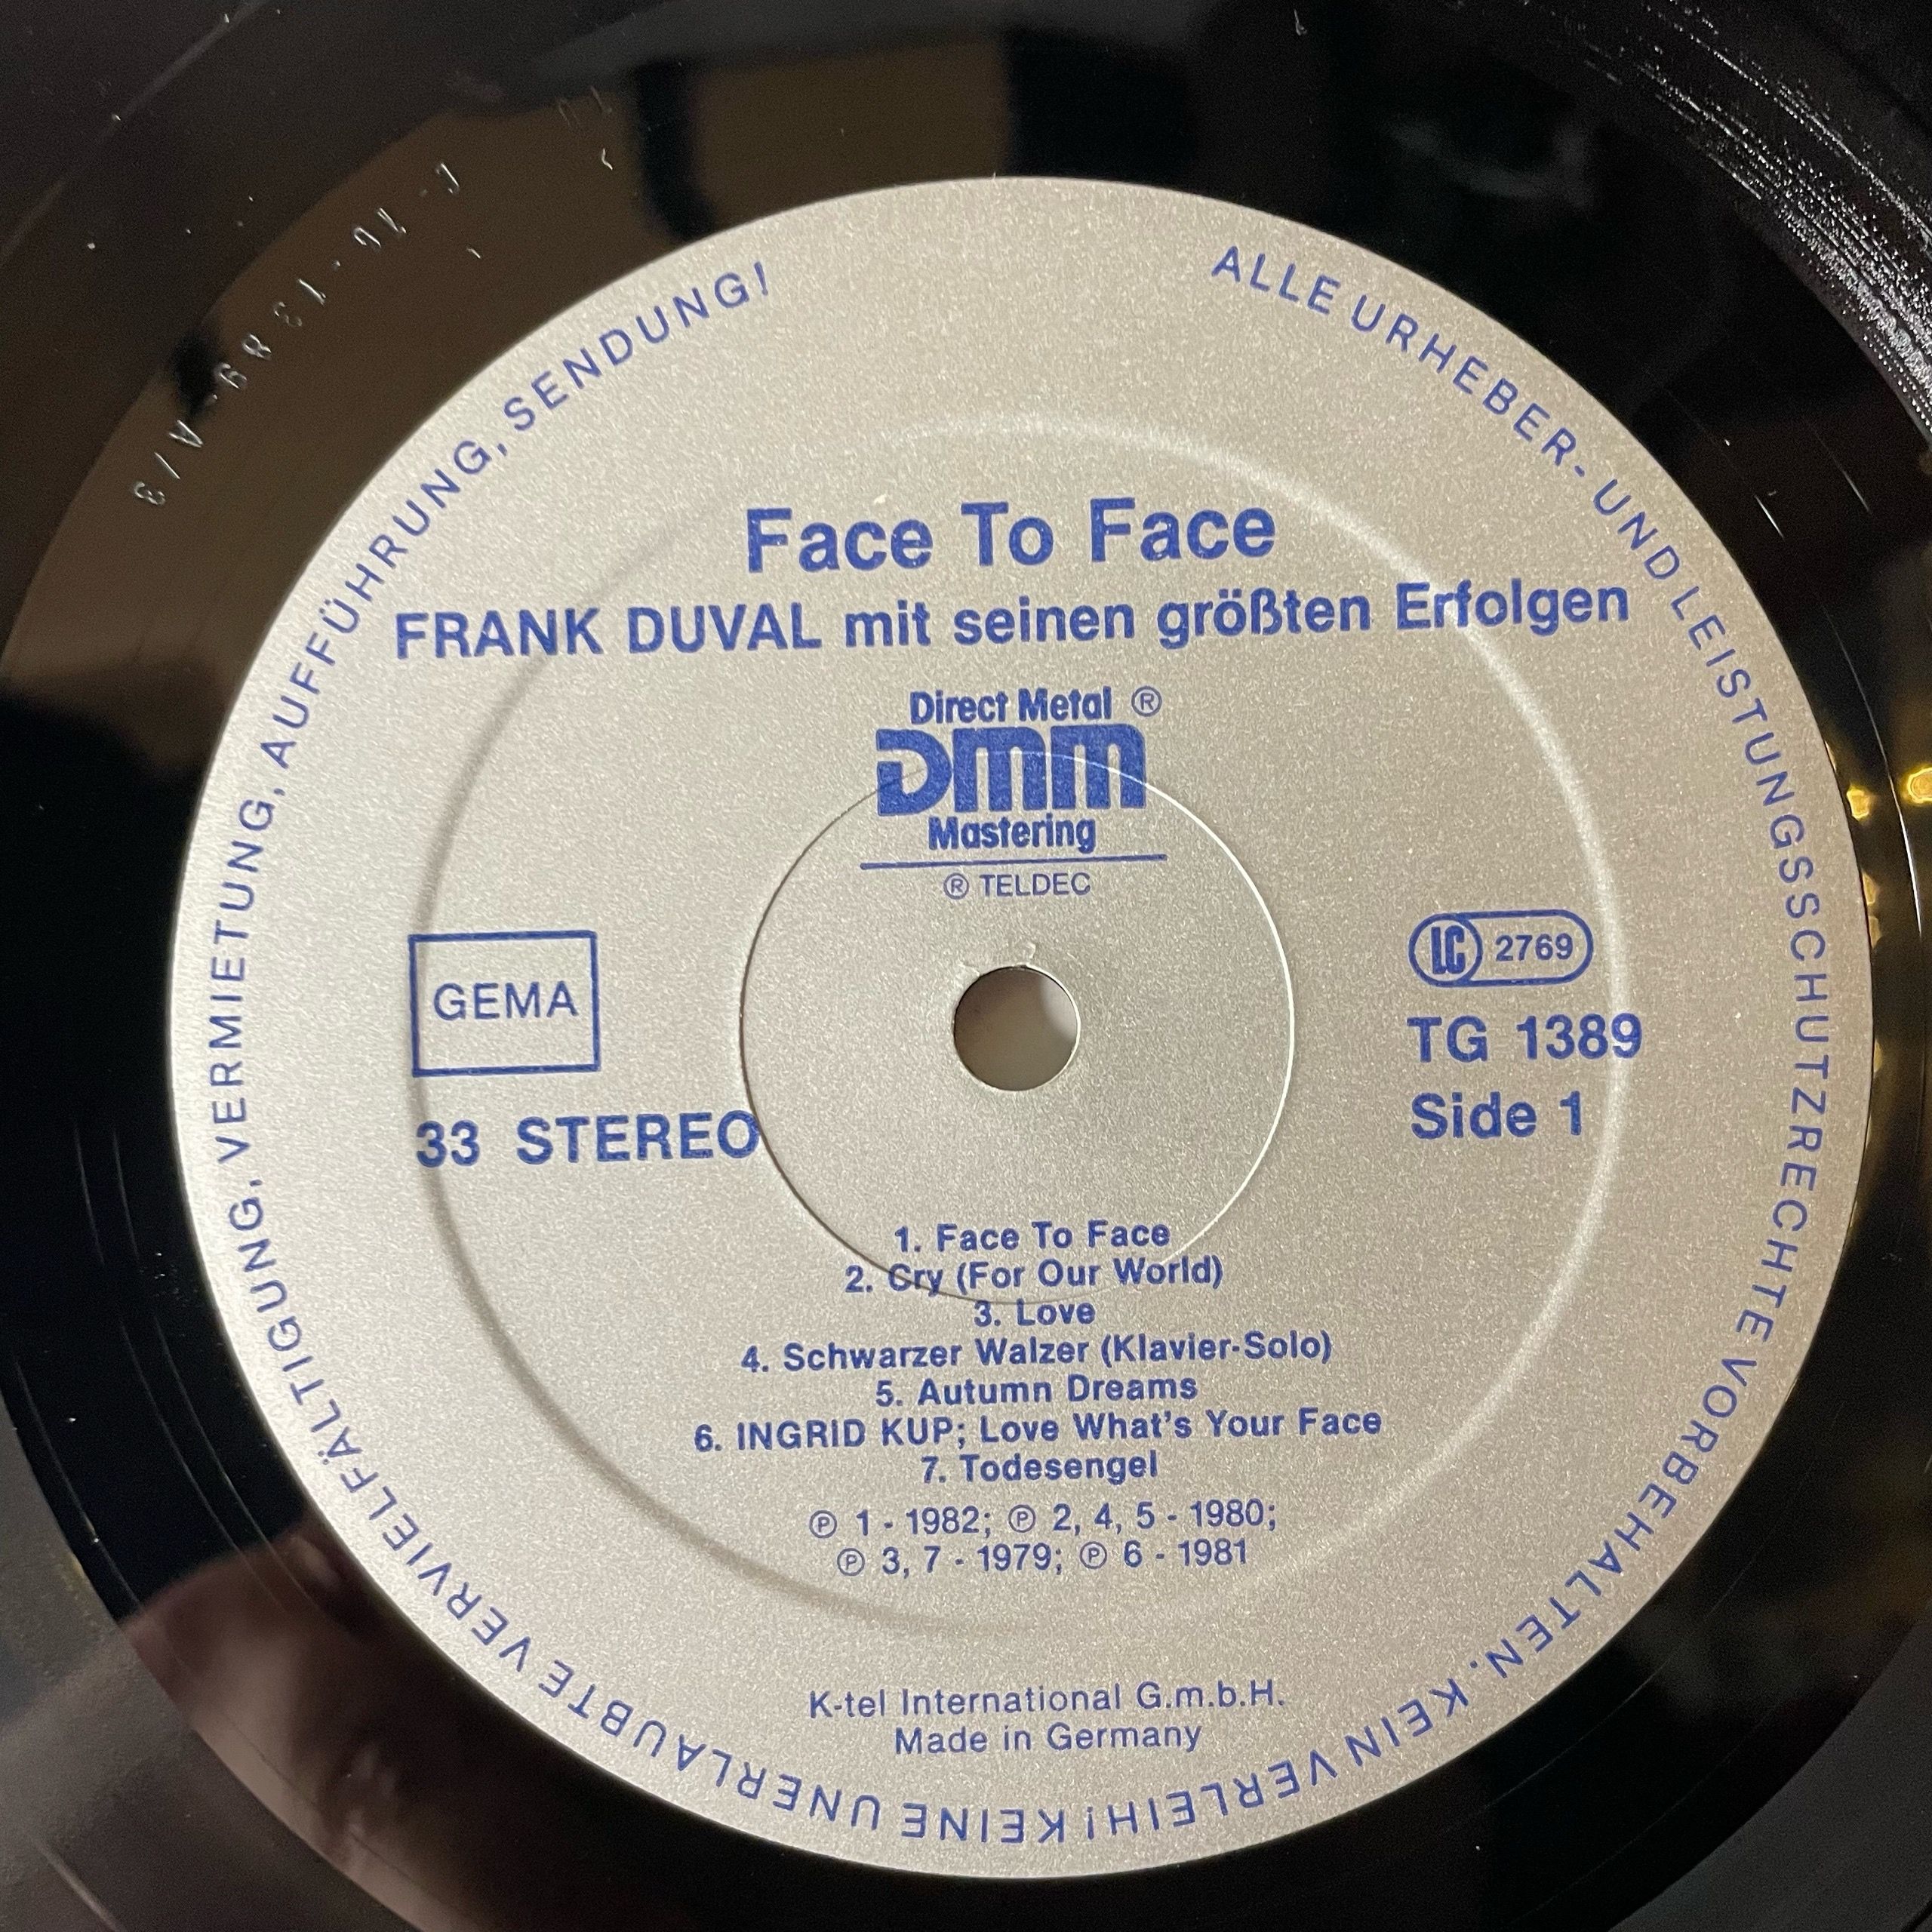 ALLE URHEBER- UND LEISTUNGSSCHUTZRECHTE VORBEHALTEN. KEIN VERLEIH! KEINE UNERLAUBTE VERVIELFÄLTIGUNG, VERMIETUNG, AUFFÜHRUNG, SENDUNG!
Face To Face
FRANK DUVAL mit seinen größten Erfolgen
Direct Metal ®
DMM
Mastering
® TELDEC
GEMA
33 STEREO
LC 2769
TG 1389
Side 1
1. Face To Face
2. Cry (For Our World)
3. Love
4. Schwarzer Walzer (Klavier-Solo)
5. Autumn Dreams
6. INGRID KUP; Love What's Your Face
7. Todesengel
℗ 1 - 1982; ℗ 2, 4, 5 - 1980;
℗ 3, 7 - 1979; ℗ 6 - 1981
K-tel International G.m.b.H.
Made in Germany